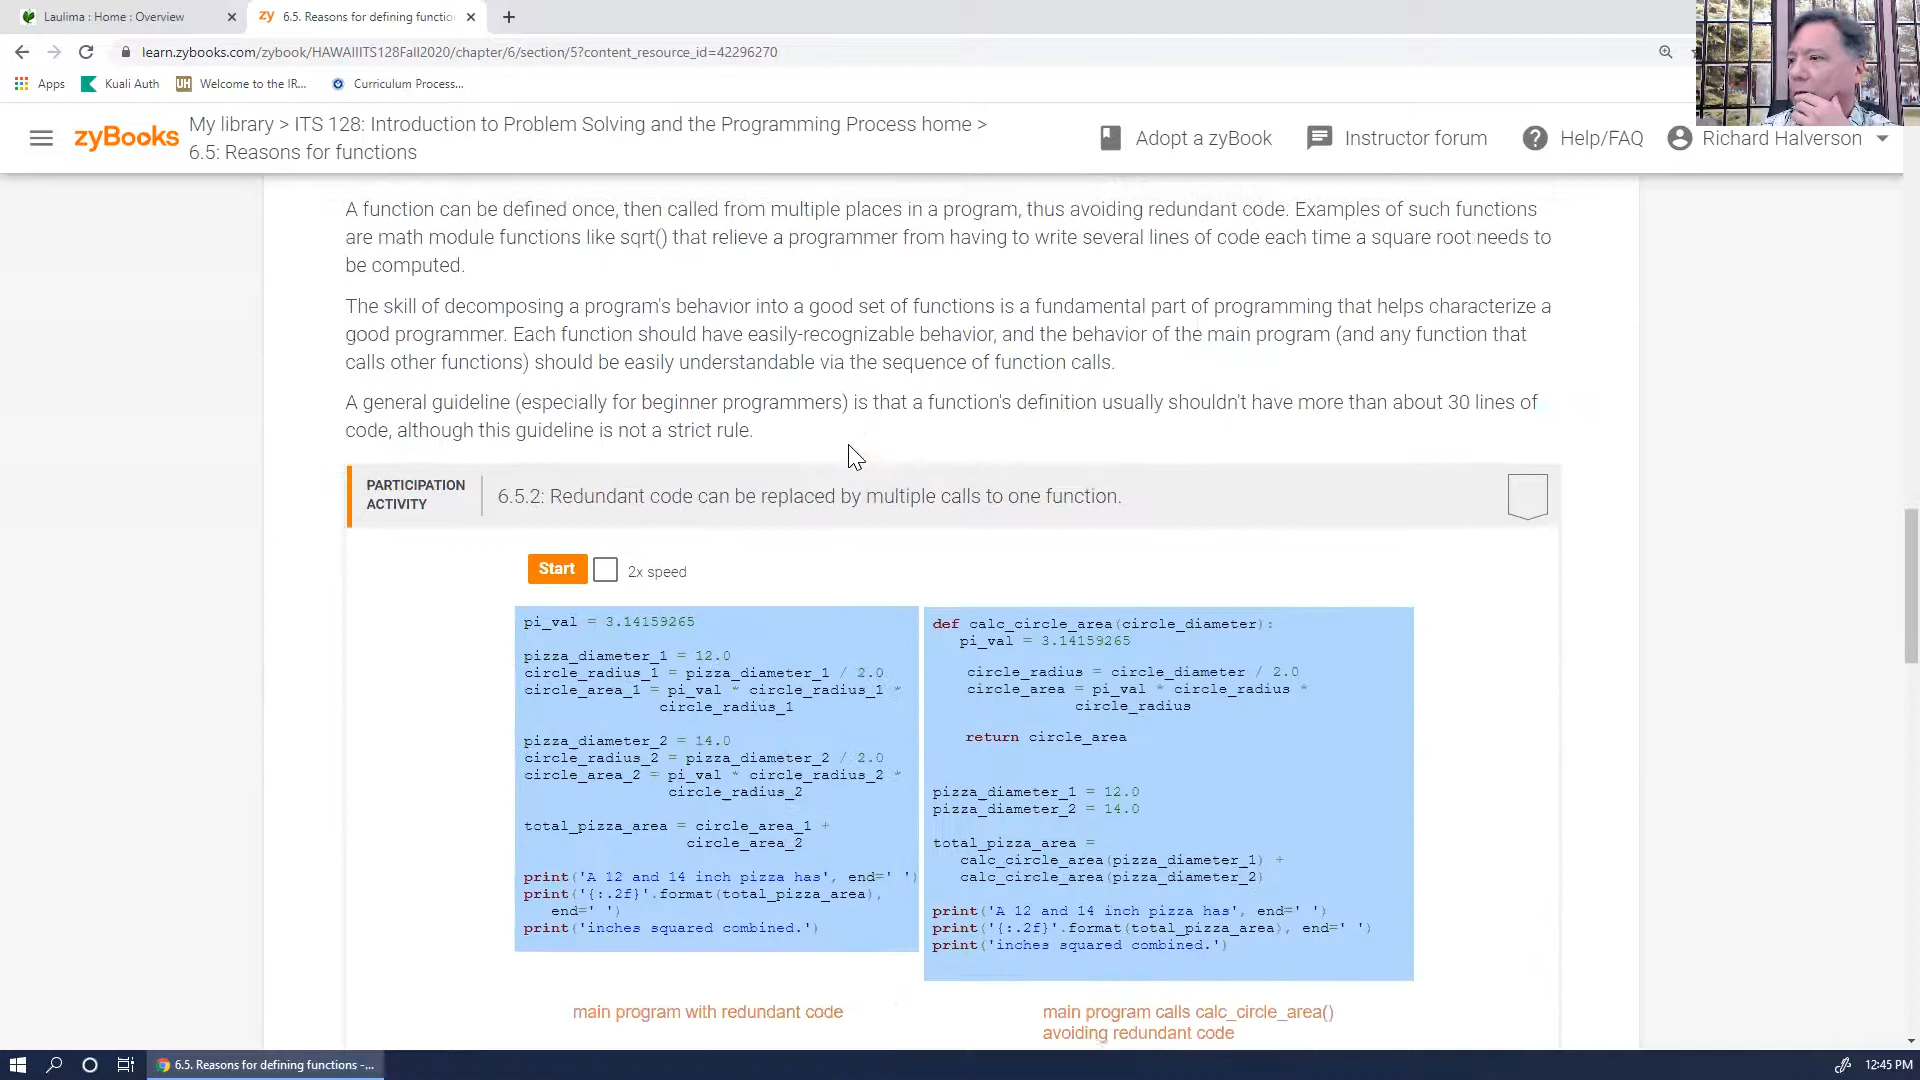 Laulima : Home : Overview
zy 6.5. Reasons for defining functio
learn.zybooks.com/zybook/HAWAIIITS128Fall2020/chapter/6/section/5?content_resource_id=42296270
Apps
Kuali Auth
UH Welcome to the IR...
Curriculum Process...
zyBooks
My library > ITS 128: Introduction to Problem Solving and the Programming Process home >
6.5: Reasons for functions
Adopt a zyBook
Instructor forum
Help/FAQ
Richard Halverson
A function can be defined once, then called from multiple places in a program, thus avoiding redundant code. Examples of such functions
are math module functions like sqrt() that relieve a programmer from having to write several lines of code each time a square root needs to
be computed.
The skill of decomposing a program's behavior into a good set of functions is a fundamental part of programming that helps characterize a
good programmer. Each function should have easily-recognizable behavior, and the behavior of the main program (and any function that
calls other functions) should be easily understandable via the sequence of function calls.
A general guideline (especially for beginner programmers) is that a function's definition usually shouldn't have more than about 30 lines of
code, although this guideline is not a strict rule.
PARTICIPATION
ACTIVITY
6.5.2: Redundant code can be replaced by multiple calls to one function.
Start
2x speed
pi_val = 3.14159265
pizza_diameter_1 = 12.0
circle_radius_1 = pizza_diameter_1 / 2.0
circle_area_1 = pi_val * circle_radius_1 *
circle_radius_1
pizza_diameter_2 = 14.0
circle_radius_2 = pizza_diameter_2 / 2.0
circle_area_2 = pi_val * circle_radius_2 *
circle_radius_2
total_pizza_area = circle_area_1 +
circle_area_2
print('A 12 and 14 inch pizza has', end=' ')
print('{:.2f}'.format(total_pizza_area),
end=' ')
print('inches squared combined.')
def calc_circle_area(circle_diameter):
pi_val = 3.14159265
circle_radius = circle_diameter / 2.0
circle_area = pi_val * circle_radius *
circle_radius
return circle_area
pizza_diameter_1 = 12.0
pizza_diameter_2 = 14.0
total_pizza_area =
calc_circle_area(pizza_diameter_1) +
calc_circle_area(pizza_diameter_2)
print('A 12 and 14 inch pizza has', end=' ')
print('{:.2f}'.format(total_pizza_area), end=' ')
print('inches squared combined.')
main program with redundant code
main program calls calc_circle_area()
avoiding redundant code
6.5. Reasons for defining functions -...
12:45 PM